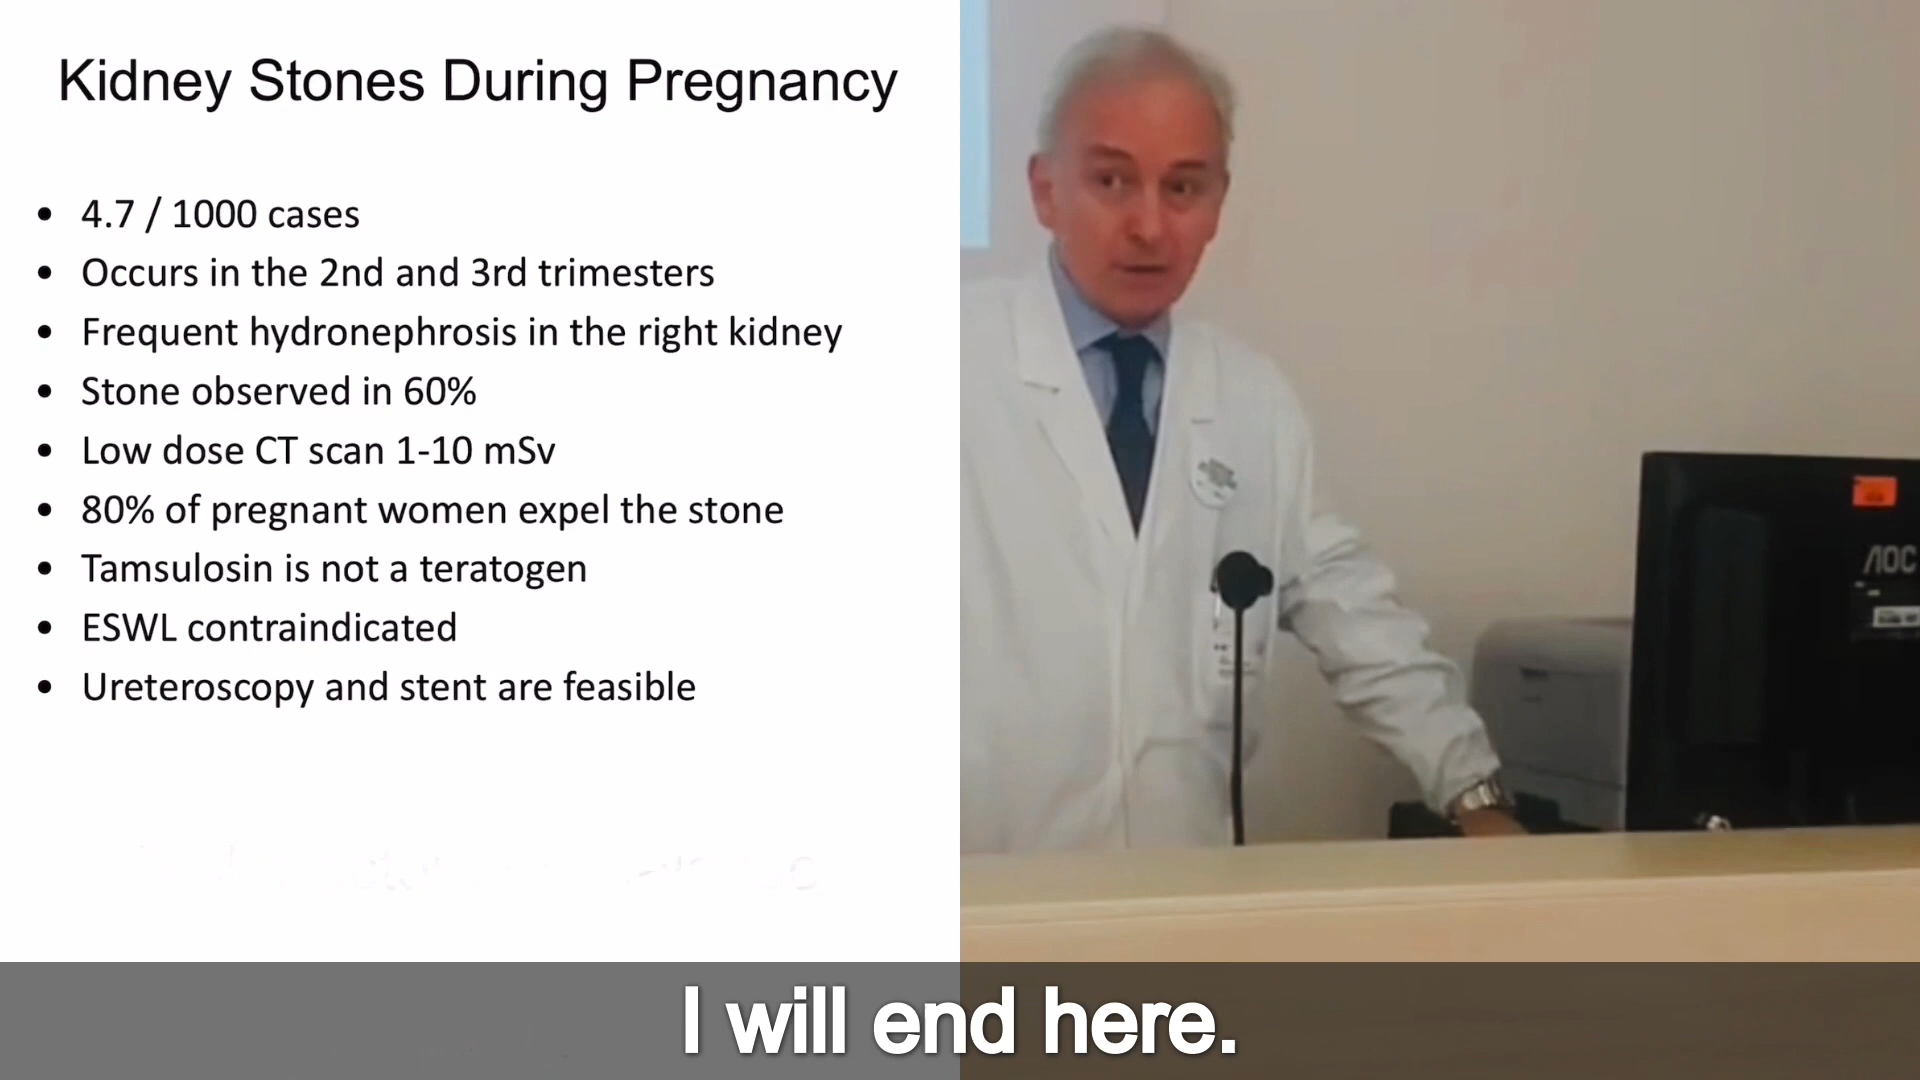 Kidney Stones During Pregnancy
• 4.7 / 1000 cases
• Occurs in the 2nd and 3rd trimesters
• Frequent hydronephrosis in the right kidney
• Stone observed in 60%
• Low dose CT scan 1-10 mSv
• 80% of pregnant women expel the stone
• Tamsulosin is not a teratogen
• ESWL contraindicated
• Ureteroscopy and stent are feasible
AOC
I will end here.